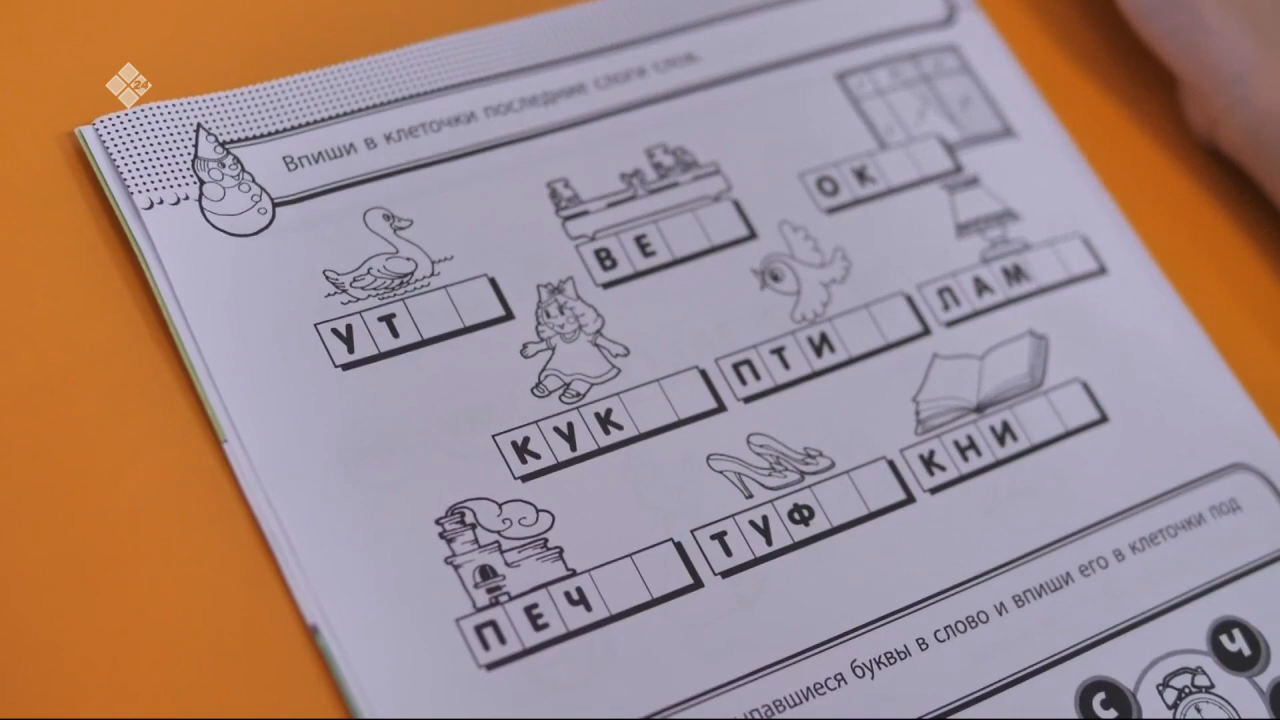 24
Впиши в клеточки последние слоги слов.
ОК
ВЕ
УТ
ЛАМ
ПТИ
КУК
КНИ
ТУФ
ПЕЧ
буквы в слово и впиши его в клеточки под
С Ч